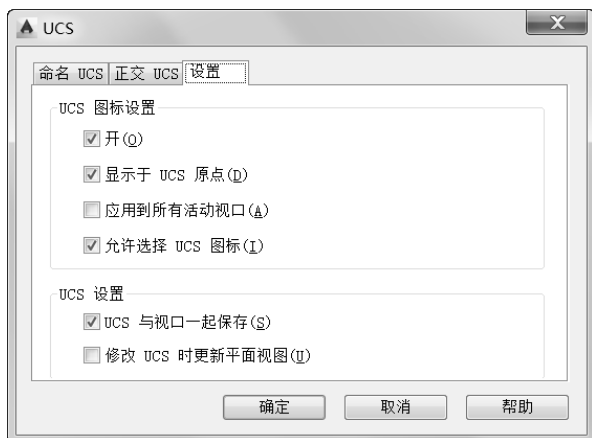 UCS
命名 UCS 正交 UCS 设置
UCS 图标设置
开(O)
显示于 UCS 原点(D)
应用到所有活动视口(A)
允许选择 UCS 图标(I)
UCS 设置
UCS 与视口一起保存(S)
修改 UCS 时更新平面视图(U)
确定 取消 帮助